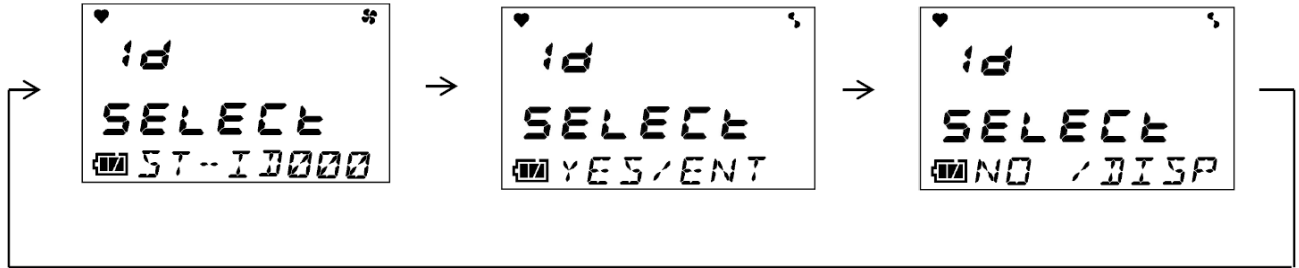 1d
SELECt
ST-ID000
1d
SELECt
YES/ENT
1d
SELECt
NO /DISP